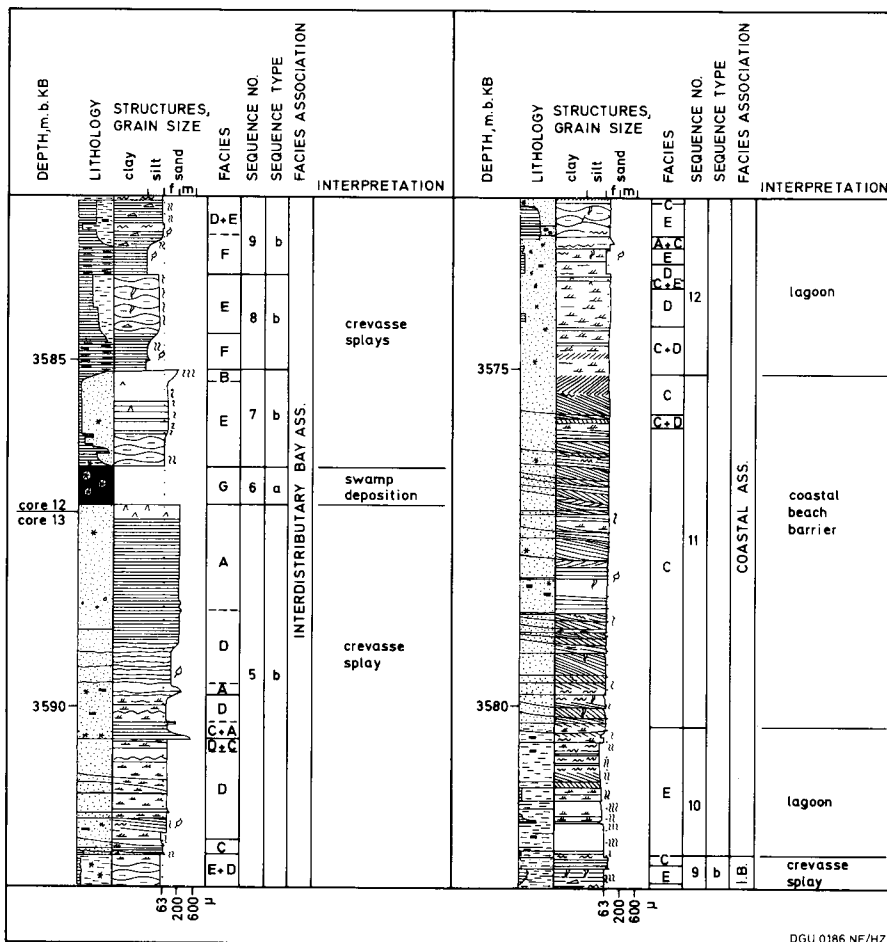 DEPTH, m. b. KB
LITHOLOGY
STRUCTURES,
GRAIN SIZE
clay
silt
sand
f m
FACIES
SEQUENCE NO.
SEQUENCE TYPE
FACIES ASSOCIATION
INTERPRETATION
D+E
F
9 b
E
8 b
F
crevasse
splays
3585
B
E
7 b
G
6 a
swamp
deposition
core 12
core 13
A
D
A
D
C+A
D±C
D
C
E+D
5 b
crevasse
splay
3590
INTERDISTRIBUTARY BAY ASS.
63
200
600
μ
DEPTH, m. b. KB
LITHOLOGY
STRUCTURES,
GRAIN SIZE
clay
silt
sand
f m
FACIES
SEQUENCE NO.
SEQUENCE TYPE
FACIES ASSOCIATION
INTERPRETATION
C
E
A+C
E
D
C+E
D
C+D
12
lagoon
3575
C
C+D
C
11
coastal
beach
barrier
COASTAL ASS.
3580
E
10
lagoon
C
E
9 b
I.B.
crevasse
splay
63
200
600
μ
DGU 0186 NF/HZ